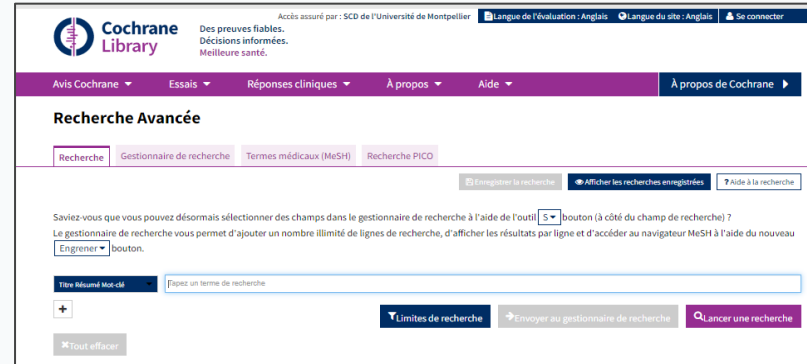 Accès assuré par : SCD de l'Université de Montpellier Langue de l'évaluation : Anglais Langue du site : Anglais Se connecter
Cochrane Library
Des preuves fiables.
Décisions informées.
Meilleure santé.
Avis Cochrane Essais Réponses cliniques À propos Aide À propos de Cochrane
Recherche Avancée
Recherche Gestionnaire de recherche Termes médicaux (MeSH) Recherche PICO
Enregistrer la recherche Afficher les recherches enregistrées ? Aide à la recherche
Saviez-vous que vous pouvez désormais sélectionner des champs dans le gestionnaire de recherche à l'aide de l'outil S bouton (à côté du champ de recherche) ?
Le gestionnaire de recherche vous permet d'ajouter un nombre illimité de lignes de recherche, d'afficher les résultats par ligne et d'accéder au navigateur MeSH à l'aide du nouveau
Engrener bouton.
Titre Résumé Mot-clé Tapez un terme de recherche
+
Limites de recherche Envoyer au gestionnaire de recherche Lancer une recherche
Tout effacer